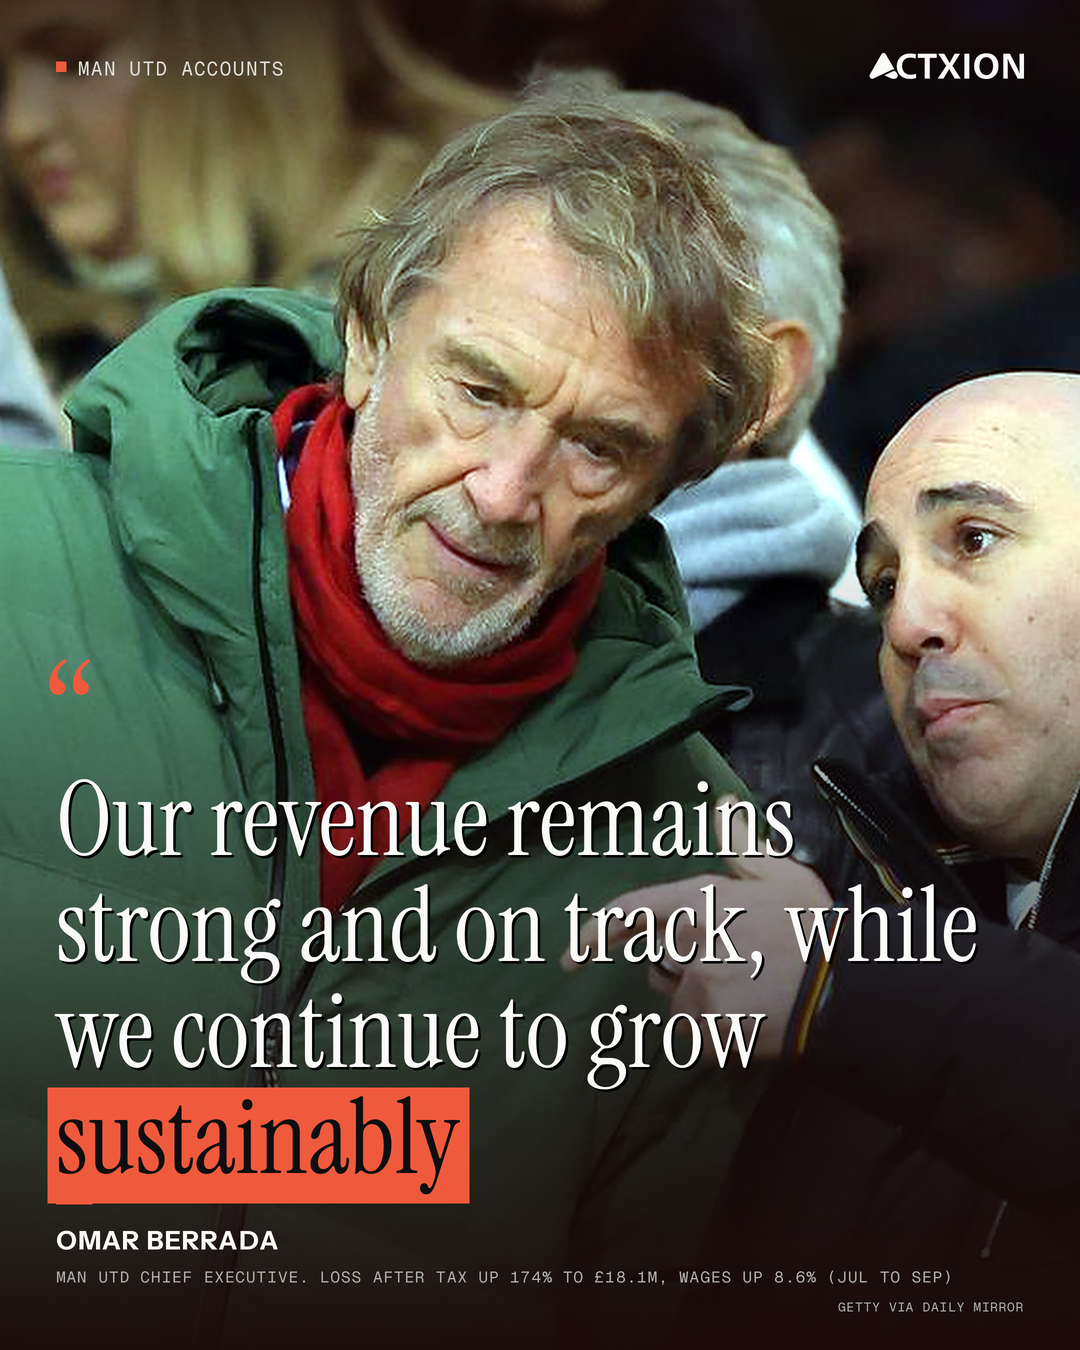 MAN UTD ACCOUNTS
ACTXION
“
Our revenue remains
strong and on track, while
we continue to grow
sustainably
OMAR BERRADA
MAN UTD CHIEF EXECUTIVE. LOSS AFTER TAX UP 174% TO £18.1M, WAGES UP 8.6% (JUL TO SEP)
GETTY VIA DAILY MIRROR